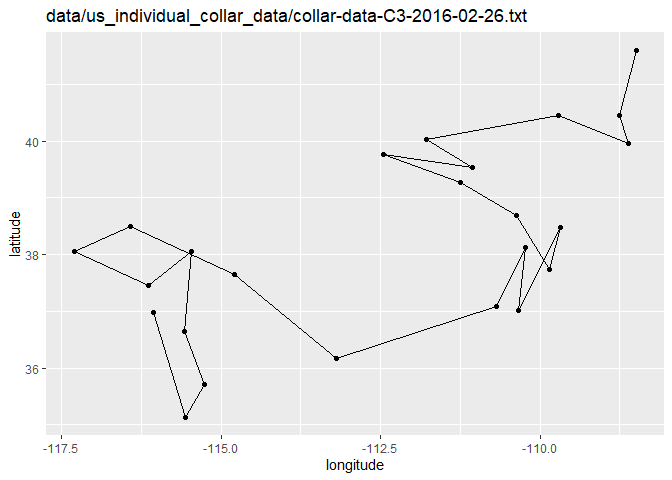 data/us_individual_collar_data/collar-data-C3-2016-02-26.txt
40
38
36
latitude
-117.5 -115.0 -112.5 -110.0
longitude